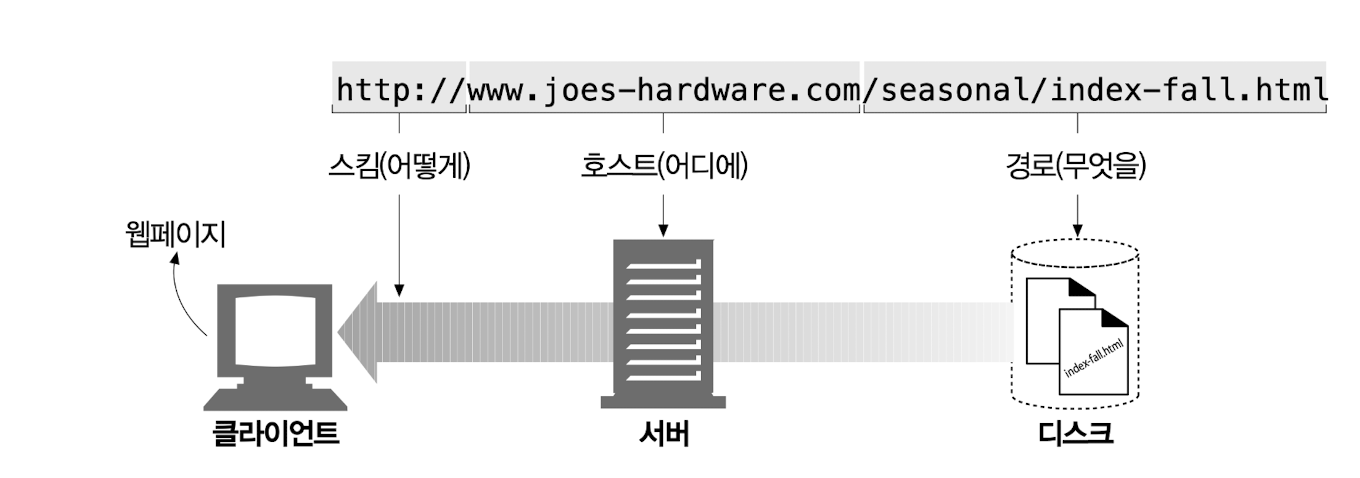 http://www.joes-hardware.com/seasonal/index-fall.html
스킴(어떻게) 호스트(어디에) 경로(무엇을)
웹페이지
index-fall.html
클라이언트 서버 디스크